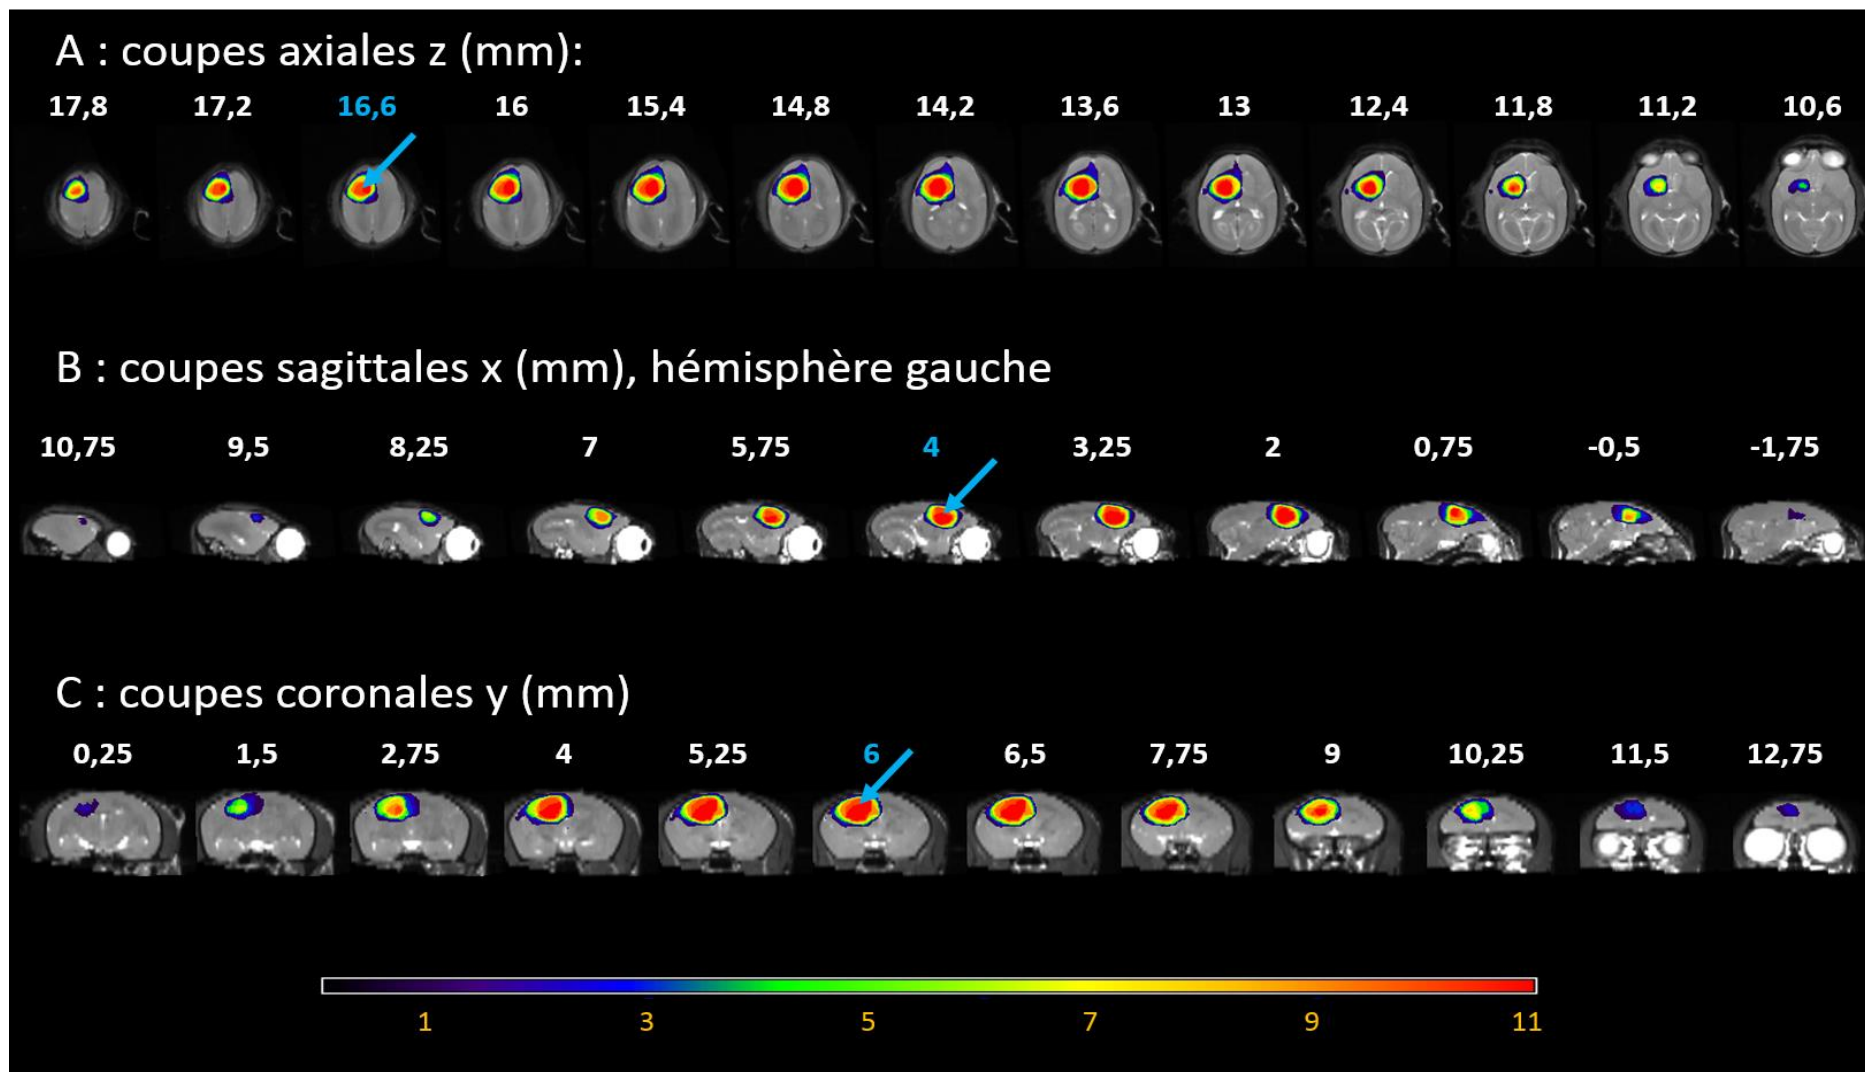 A : coupes axiales z (mm):
17,8 17,2 16,6 16 15,4 14,8 14,2 13,6 13 12,4 11,8 11,2 10,6
B : coupes sagittales x (mm), hémisphère gauche
10,75 9,5 8,25 7 5,75 4 3,25 2 0,75 -0,5 -1,75
C : coupes coronales y (mm)
0,25 1,5 2,75 4 5,25 6 6,5 7,75 9 10,25 11,5 12,75
1 3 5 7 9 11